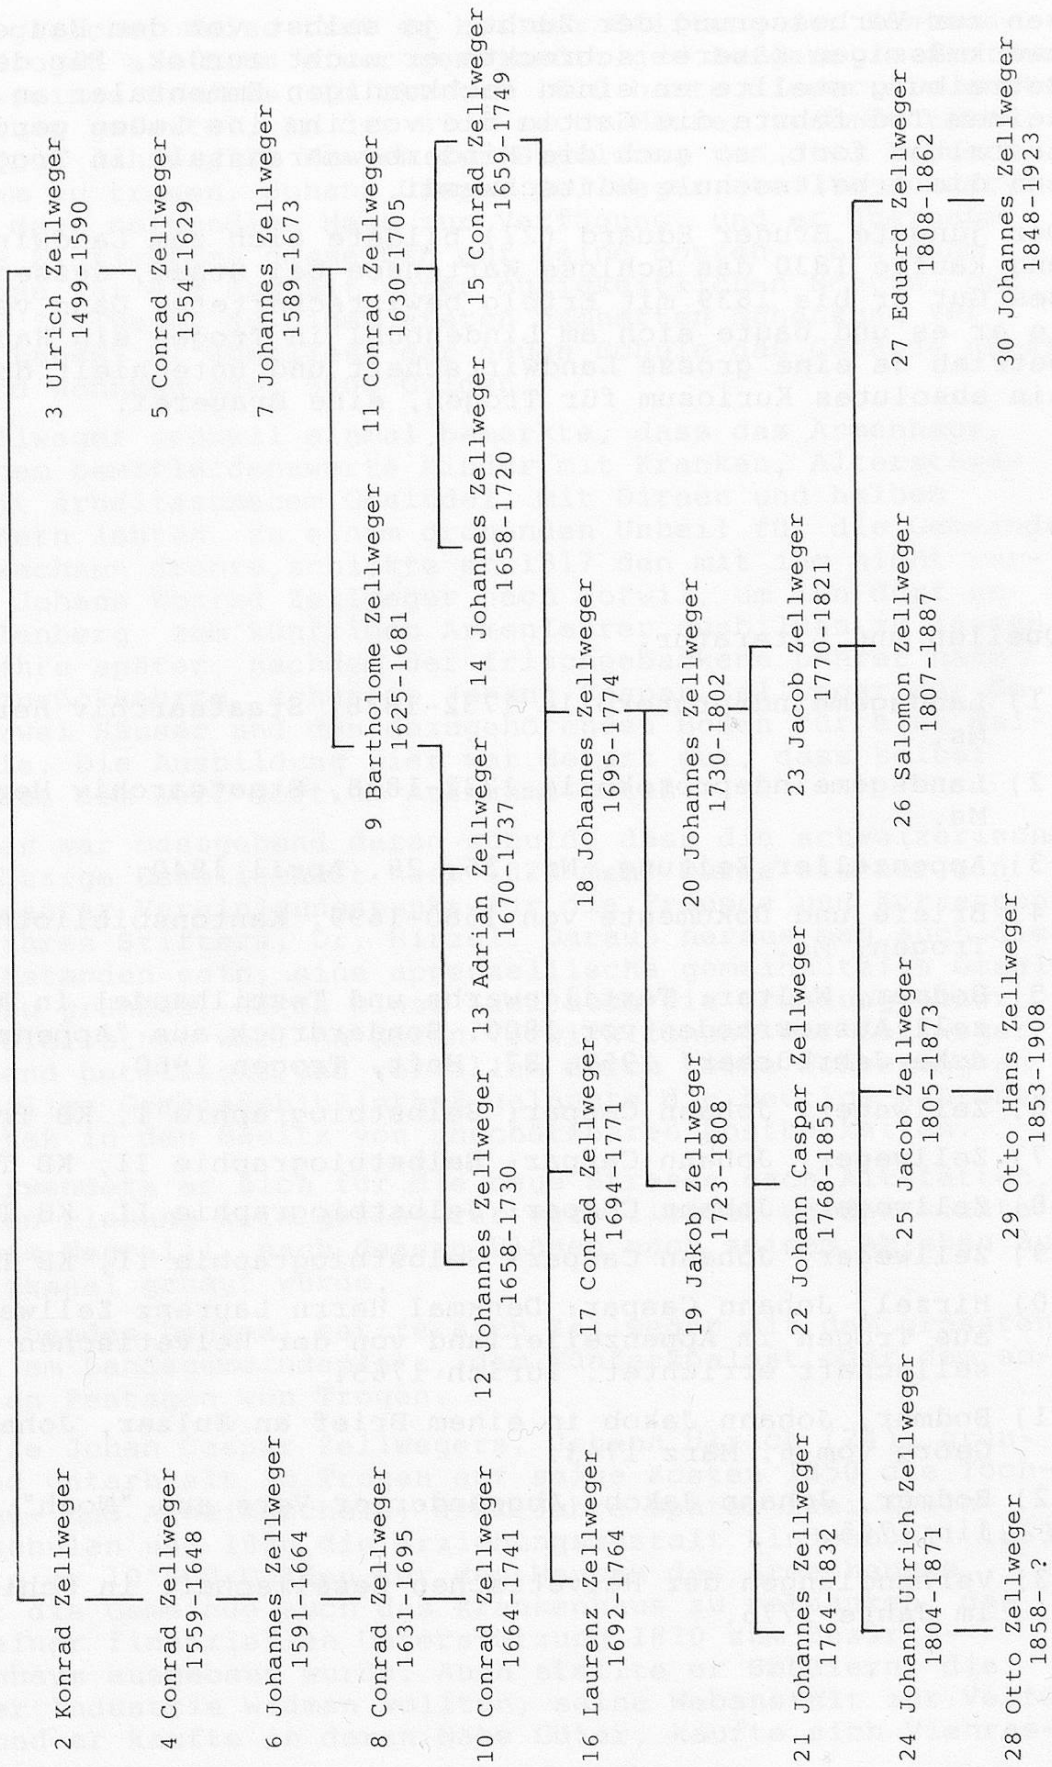 2 Konrad Zellweger
3 Ulrich Zellweger
1499-1590
4 Conrad Zellweger
1559-1648
5 Conrad Zellweger
1554-1629
6 Johannes Zellweger
1591-1664
7 Johannes Zellweger
1589-1673
8 Conrad Zellweger
1631-1695
9 Bartholome Zellweger
1625-1681
11 Conrad Zellweger
1630-1705
10 Conrad Zellweger
1664-1741
12 Johannes Zellweger
1658-1730
13 Adrian Zellweger
1670-1737
14 Johannes Zellweger
1658-1720
15 Conrad Zellweger
1659-1749
16 Laurenz Zellweger
1692-1764
17 Conrad Zellweger
1694-1771
18 Johannes Zellweger
1695-1774
19 Jakob Zellweger
1723-1808
20 Johannes Zellweger
1730-1802
21 Johannes Zellweger
1764-1832
22 Johann Caspar Zellweger
1768-1855
23 Jacob Zellweger
1770-1821
24 Johann Ulrich Zellweger
1804-1871
25 Jacob Zellweger
1805-1873
26 Salomon Zellweger
1807-1887
27 Eduard Zellweger
1808-1862
28 Otto Zellweger
1858-?
29 Otto Hans Zellweger
1853-1908
30 Johannes Zellweger
1848-1923